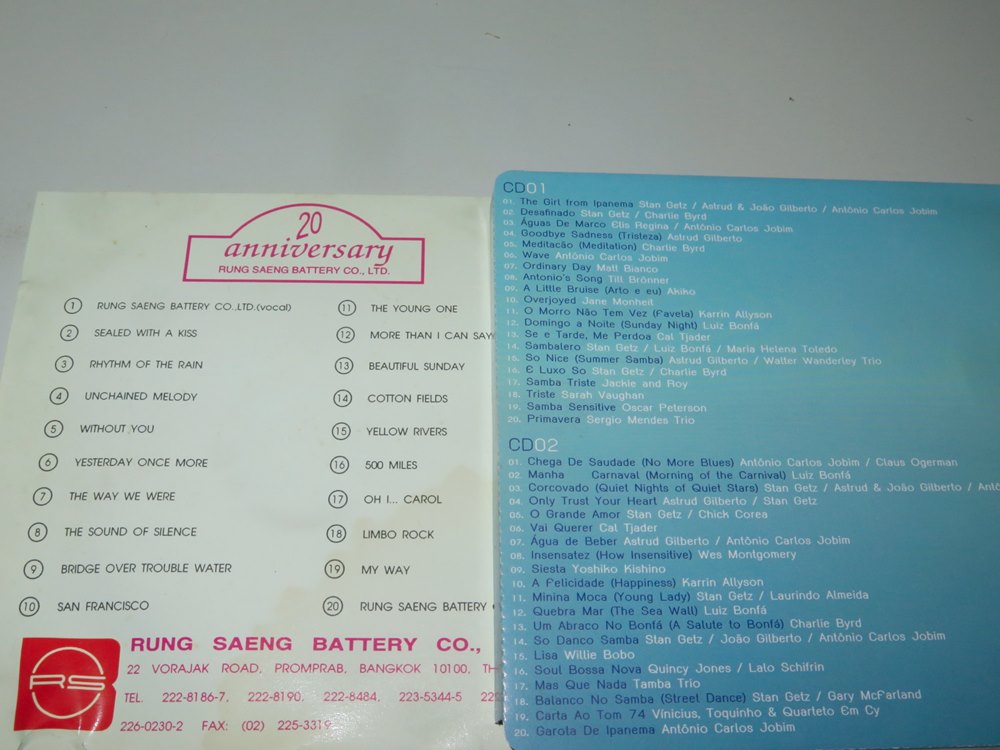 20
anniversary
RUNG SAENG BATTERY CO., LTD.
1 RUNG SAENG BATTERY CO.,LTD.(vocal)
2 SEALED WITH A KISS
3 RHYTHM OF THE RAIN
4 UNCHAINED MELODY
5 WITHOUT YOU
6 YESTERDAY ONCE MORE
7 THE WAY WE WERE
8 THE SOUND OF SILENCE
9 BRIDGE OVER TROUBLE WATER
10 SAN FRANCISCO
11 THE YOUNG ONE
12 MORE THAN I CAN SAY
13 BEAUTIFUL SUNDAY
14 COTTON FIELDS
15 YELLOW RIVERS
16 500 MILES
17 OH I... CAROL
18 LIMBO ROCK
19 MY WAY
20 RUNG SAENG BATTERY
RS
RUNG SAENG BATTERY CO.,
22 VORAJAK ROAD, PROMPRAB, BANGKOK 10100, TH
TEL. 222-8186-7, 222-8190, 222-8484, 223-5344-5
226-0230-2 FAX: (02) 225-3319
CD01
01. The Girl from Ipanema Stan Getz / Astrud & João Gilberto / Antônio Carlos Jobim
02. Desafinado Stan Getz / Charlie Byrd
03. Águas De Marco Elis Regina / Antônio Carlos Jobim
04. Goodbye Sadness (Tristeza) Astrud Gilberto
05. Meditacão (Meditation) Charlie Byrd
06. Wave Antônio Carlos Jobim
07. Ordinary Day Matt Bianco
08. Antonio's Song Till Brönner
09. A Little Bruise (Arto e eu) Akiko
10. Overjoyed Jane Monheit
11. O Morro Não Tem Vez (Favela) Karrin Allyson
12. Domingo a Noite (Sunday Night) Luiz Bonfá
13. Se e Tarde, Me Perdoa Cal Tjader
14. Sambalero Stan Getz / Luiz Bonfá / Maria Helena Toledo
15. So Nice (Summer Samba) Astrud Gilberto / Walter Wanderley Trio
16. E Luxo So Stan Getz / Charlie Byrd
17. Samba Triste Jackie and Roy
18. Triste Sarah Vaughan
19. Samba Sensitive Oscar Peterson
20. Primavera Sergio Mendes Trio
CD02
01. Chega De Saudade (No More Blues) Antônio Carlos Jobim / Claus Ogerman
02. Manha Carnaval (Morning of the Carnival) Luiz Bonfá
03. Corcovado (Quiet Nights of Quiet Stars) Stan Getz / Astrud & João Gilberto / Antô
04. Only Trust Your Heart Astrud Gilberto / Stan Getz
05. O Grande Amor Stan Getz / Chick Corea
06. Vai Querer Cal Tjader
07. Água de Beber Astrud Gilberto / Antônio Carlos Jobim
08. Insensatez (How Insensitive) Wes Montgomery
09. Siesta Yoshiko Kishino
10. A Felicidade (Happiness) Karrin Allyson
11. Minina Moca (Young Lady) Stan Getz / Laurindo Almeida
12. Quebra Mar (The Sea Wall) Luiz Bonfá
13. Um Abraco No Bonfá (A Salute to Bonfá) Charlie Byrd
14. So Danco Samba Stan Getz / João Gilberto / Antônio Carlos Jobim
15. Lisa Willie Bobo
16. Soul Bossa Nova Quincy Jones / Lalo Schifrin
17. Mas Que Nada Tamba Trio
18. Balanco No Samba (Street Dance) Stan Getz / Gary McFarland
19. Carta Ao Tom 74 Vínicius, Toquinho & Quarteto Em Cy
20. Garota De Ipanema Antônio Carlos Jobim